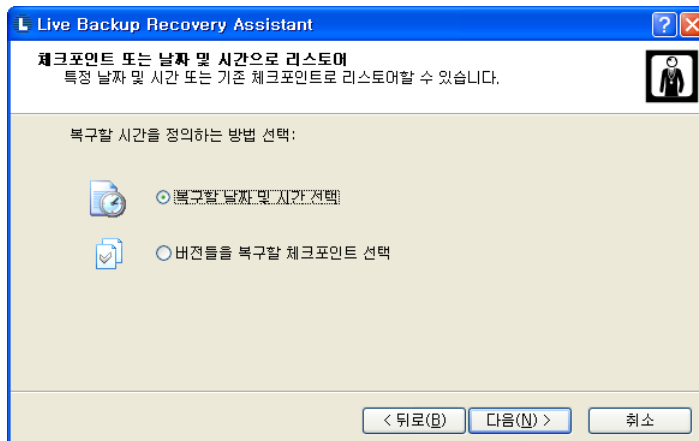 Live Backup Recovery Assistant
체크포인트 또는 날짜 및 시간으로 리스토어
특정 날짜 및 시간 또는 기존 체크포인트로 리스토어할 수 있습니다.
복구할 시간을 정의하는 방법 선택:
복구할 날짜 및 시간 선택
버전들을 복구할 체크포인트 선택
< 뒤로(B) 다음(N) > 취소